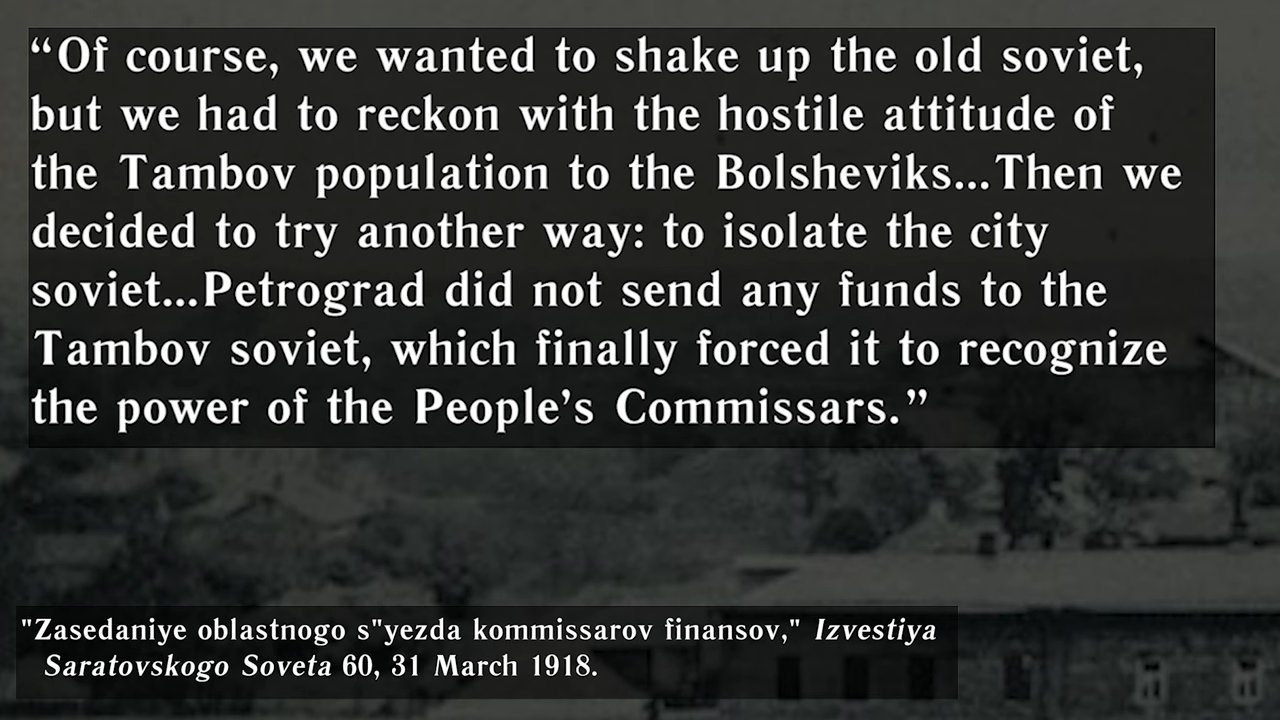 “Of course, we wanted to shake up the old soviet,
but we had to reckon with the hostile attitude of
the Tambov population to the Bolsheviks...Then we
decided to try another way: to isolate the city
soviet...Petrograd did not send any funds to the
Tambov soviet, which finally forced it to recognize
the power of the People’s Commissars.”
"Zasedaniye oblastnogo s"yezda kommissarov finansov," Izvestiya
Saratovskogo Soveta 60, 31 March 1918.